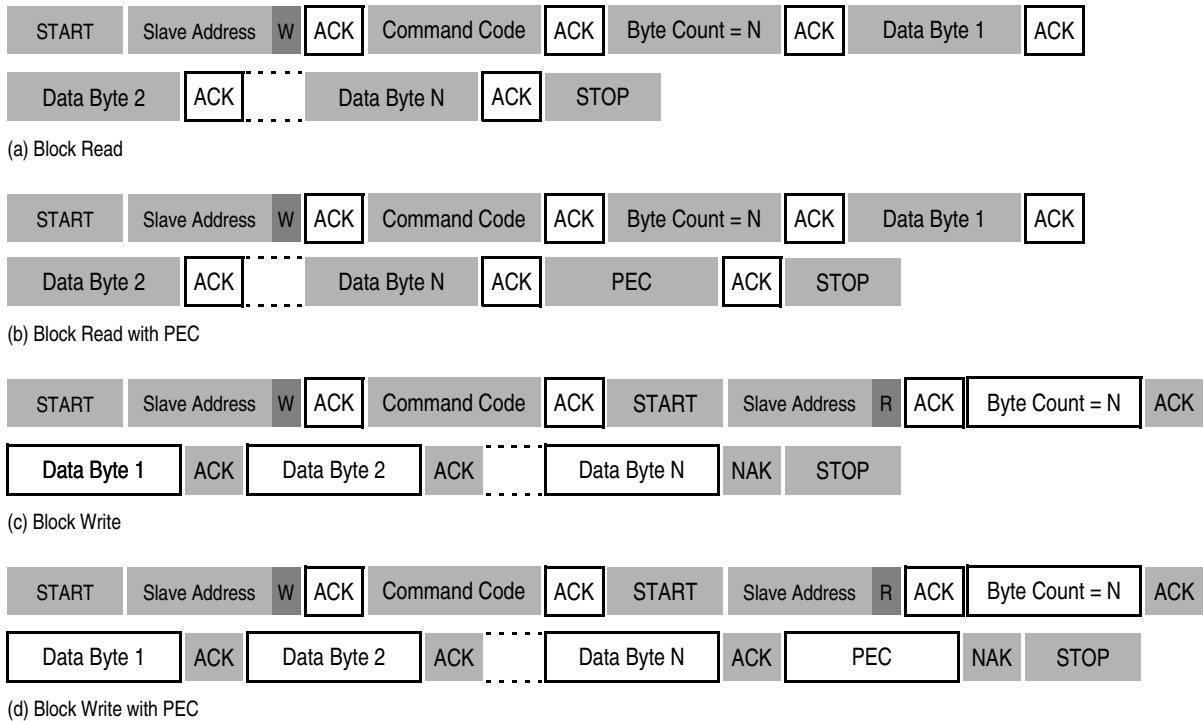 START Slave Address W ACK Command Code ACK Byte Count = N ACK Data Byte 1 ACK
Data Byte 2 ACK Data Byte N ACK STOP
(a) Block Read
START Slave Address W ACK Command Code ACK Byte Count = N ACK Data Byte 1 ACK
Data Byte 2 ACK Data Byte N ACK PEC ACK STOP
(b) Block Read with PEC
START Slave Address W ACK Command Code ACK START Slave Address R ACK Byte Count = N ACK
Data Byte 1 ACK Data Byte 2 ACK Data Byte N NAK STOP
(c) Block Write
START Slave Address W ACK Command Code ACK START Slave Address R ACK Byte Count = N ACK
Data Byte 1 ACK Data Byte 2 ACK Data Byte N ACK PEC NAK STOP
(d) Block Write with PEC